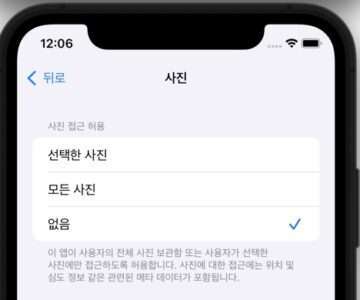 12:06
뒤로
사진
사진 접근 허용
선택한 사진
모든 사진
없음
이 앱이 사용자의 전체 사진 보관함 또는 사용자가 선택한
사진에만 접근하도록 허용합니다. 사진에 대한 접근에는 위치 및
심도 정보 같은 관련된 메타 데이터가 포함됩니다.